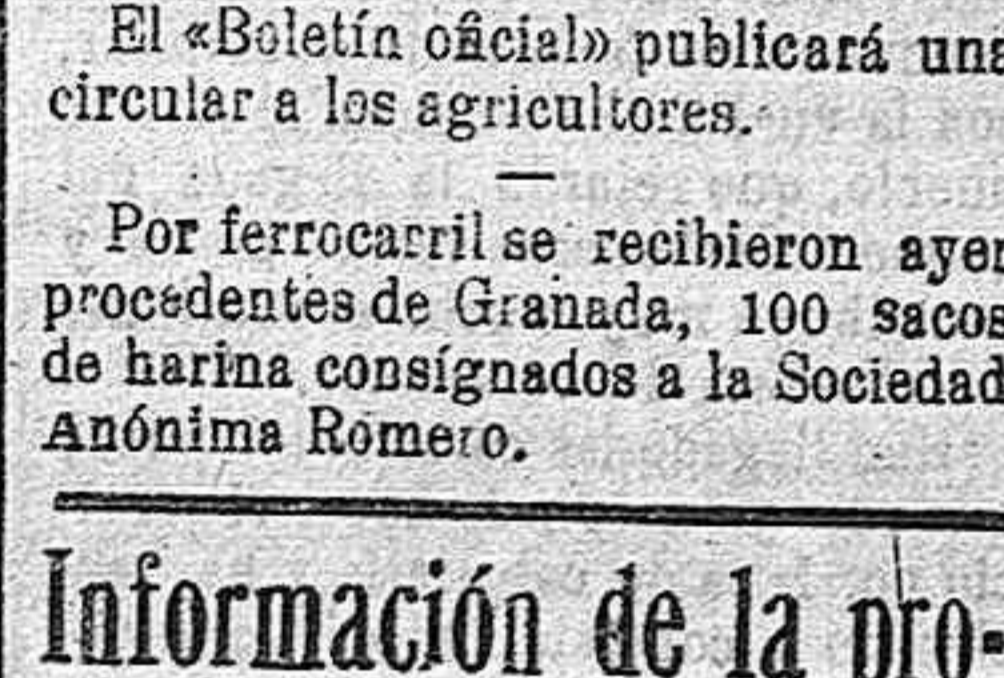 El «Boletín oficial» publicará una
circular a los agricultores.
—
Por ferrocarril se recibieron ayer
procedentes de Granada, 100 sacos
de harina consígnados a la Sociedad
Anónima Romero.
Información de la pro-